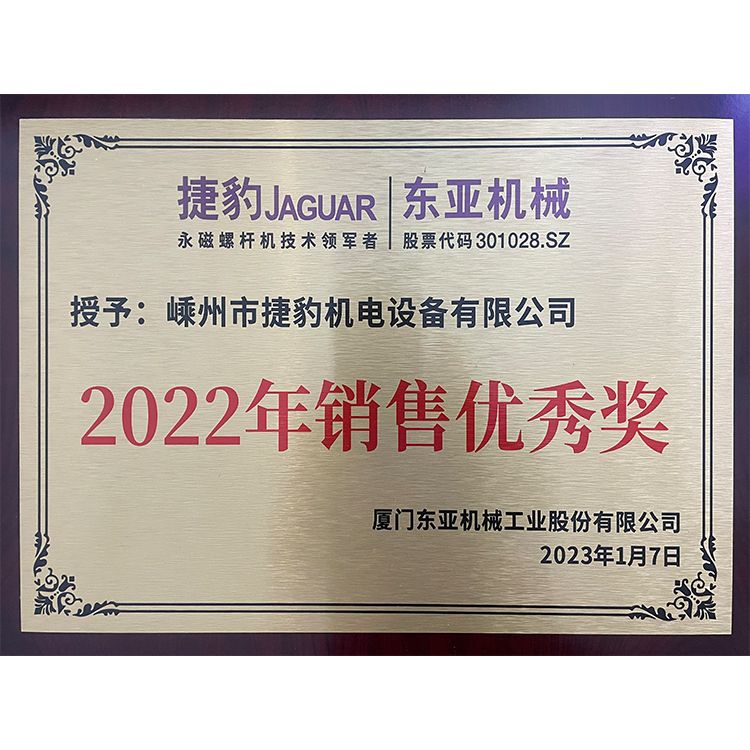 捷豹JAGUAR 东亚机械
永磁螺杆机技术领军者 股票代码301028.SZ
授予：嵊州市捷豹机电设备有限公司
2022年销售优秀奖
厦门东亚机械工业股份有限公司
2023年1月7日